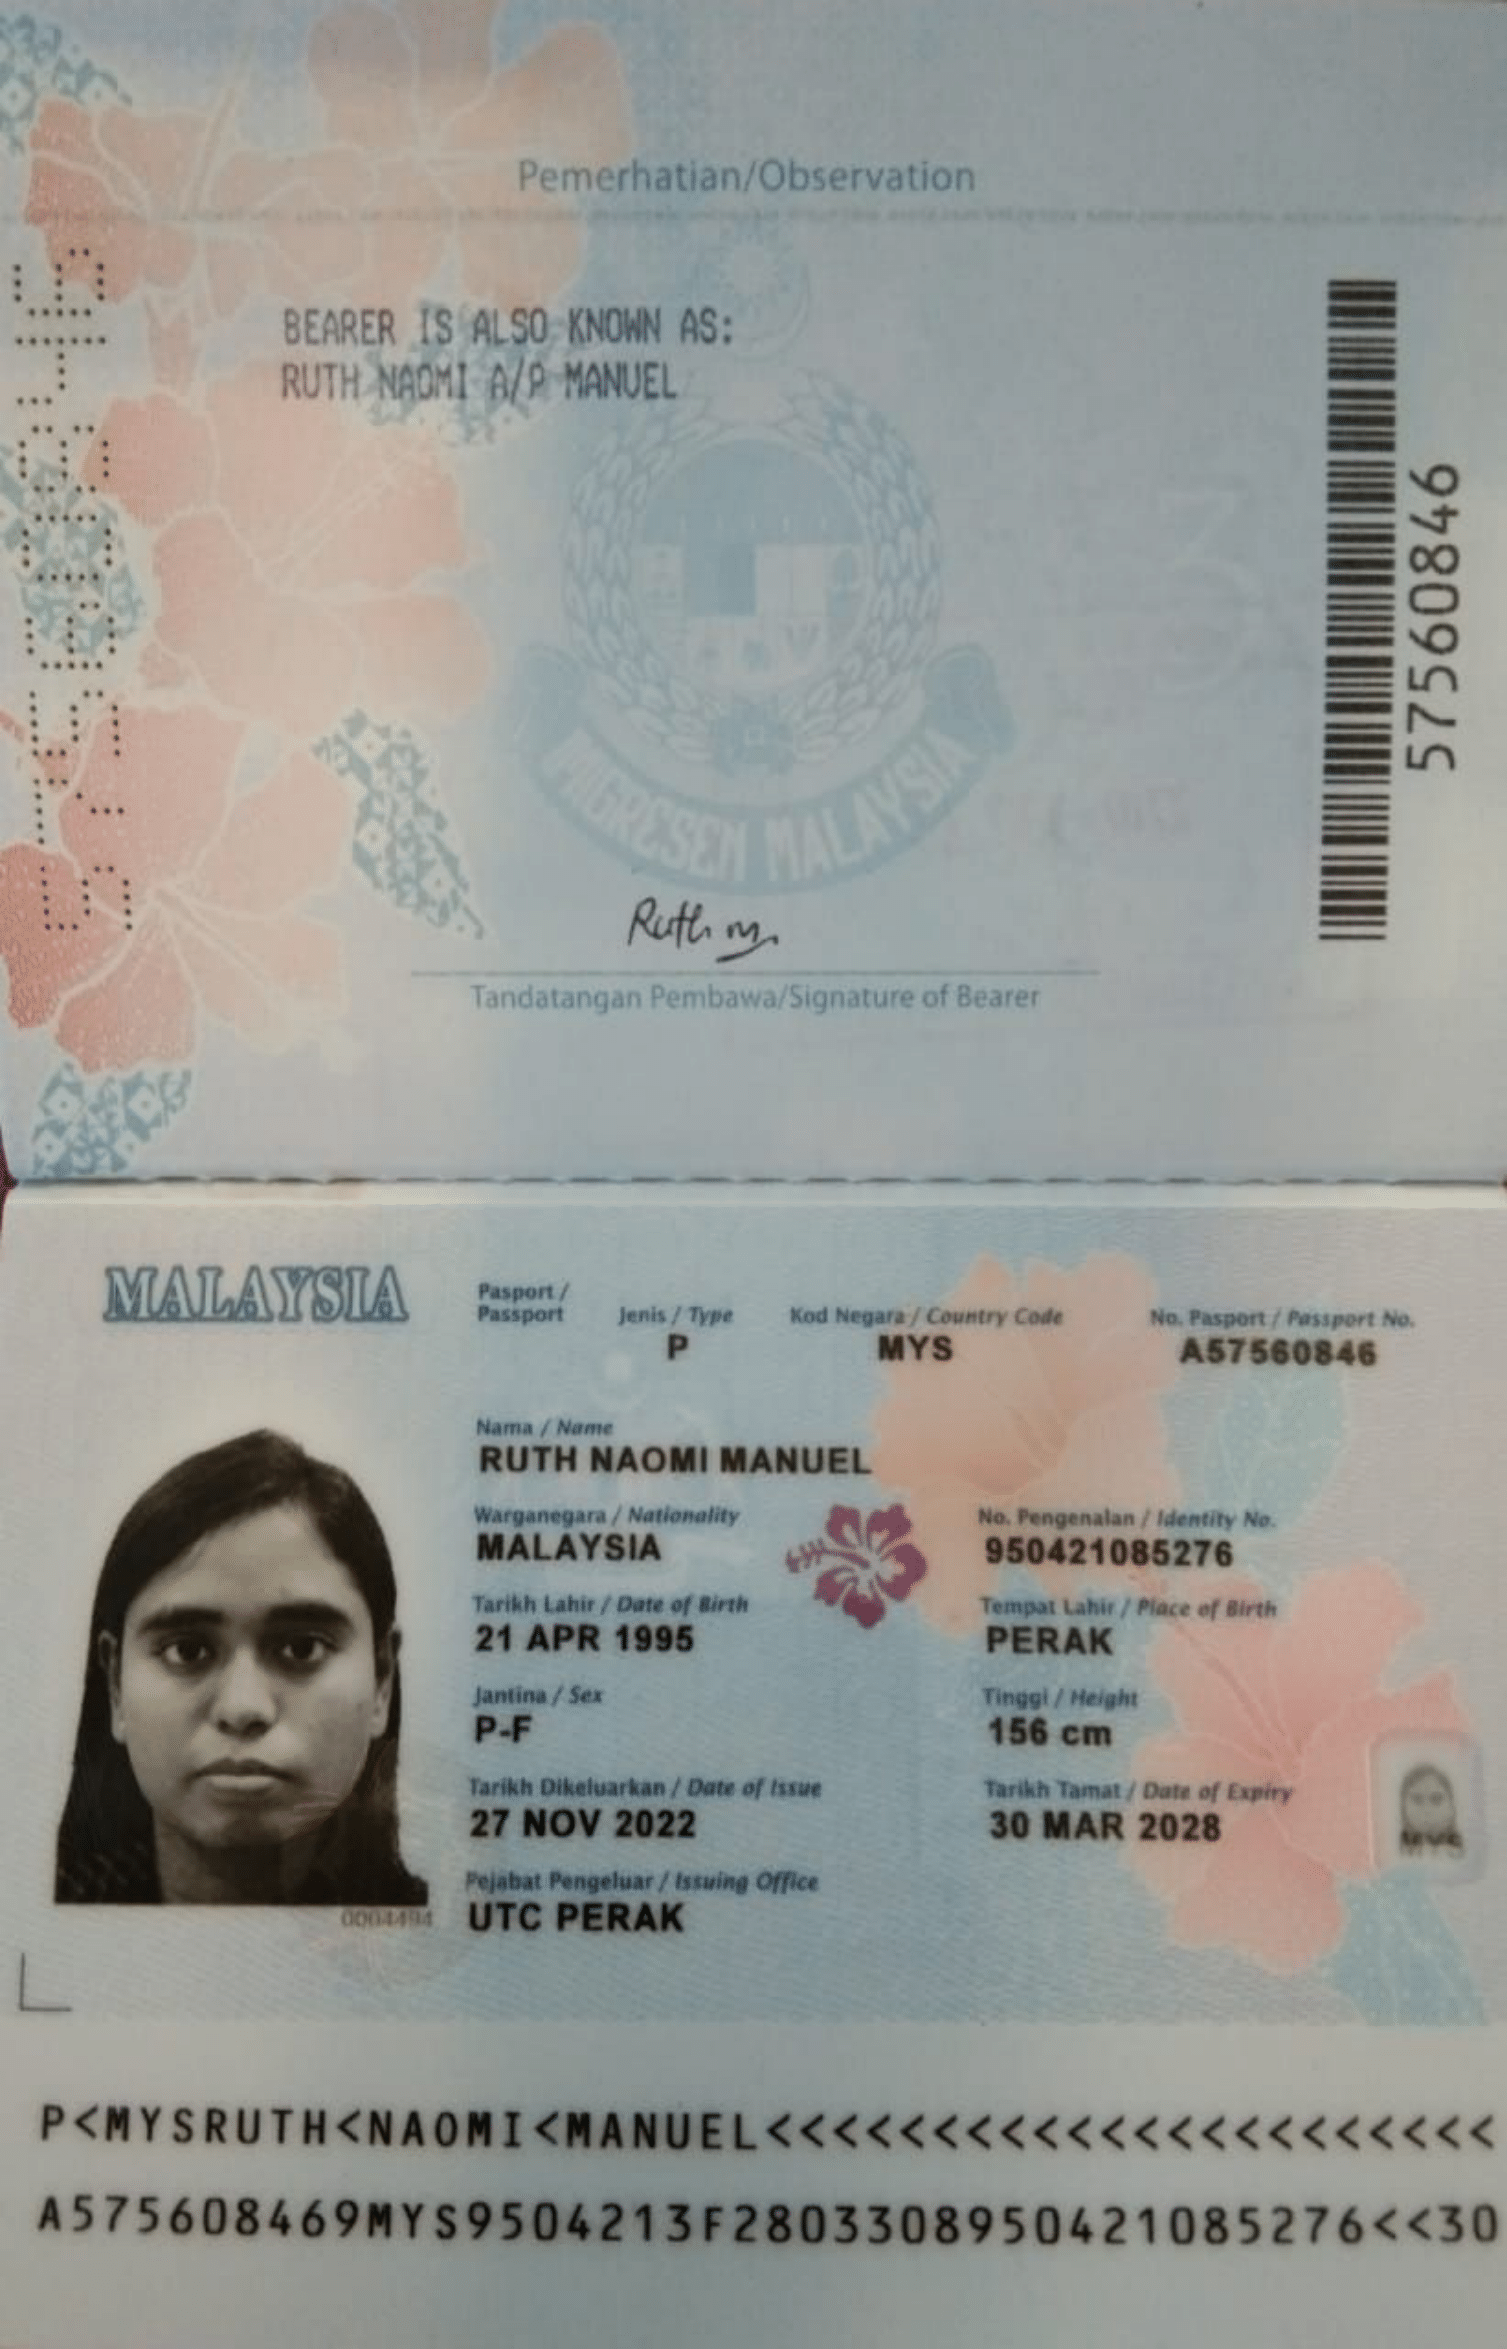 Pemerhatian/Observation
BEARER IS ALSO KNOWN AS:
RUTH NAOMI A/P MANUEL
57560846
IMIGRESEN MALAYSIA
Ruth m
Tandatangan Pembawa/Signature of Bearer
MALAYSIA
Pasport / Passport
Jenis / Type
P
Kod Negara / Country Code
MYS
No. Pasport / Passport No.
A57560846
Nama / Name
RUTH NAOMI MANUEL
Warganegara / Nationality
MALAYSIA
No. Pengenalan / Identity No.
950421085276
Tarikh Lahir / Date of Birth
21 APR 1995
Tempat Lahir / Place of Birth
PERAK
Jantina / Sex
P-F
Tinggi / Height
156 cm
Tarikh Dikeluarkan / Date of Issue
27 NOV 2022
Tarikh Tamat / Date of Expiry
30 MAR 2028
MYS
Pejabat Pengeluar / Issuing Office
UTC PERAK
0004494
P<MYSRUTH<NAOMI<MANUEL<<<<<<<<<<<<<<<<<<<<<<
A575608469MYS9504213F2803308950421085276<<30